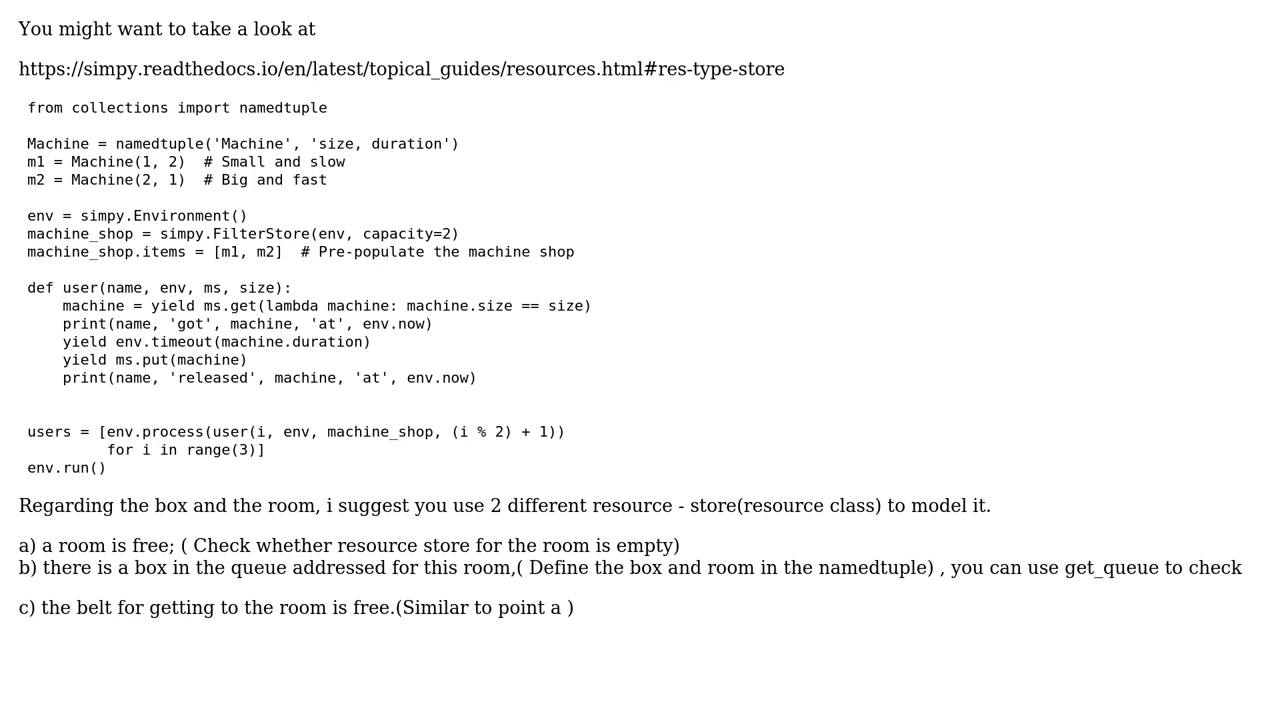 You might want to take a look at
https://simpy.readthedocs.io/en/latest/topical_guides/resources.html#res-type-store
from collections import namedtuple
Machine = namedtuple('Machine', 'size, duration')
m1 = Machine(1, 2)  # Small and slow
m2 = Machine(2, 1)  # Big and fast
env = simpy.Environment()
machine_shop = simpy.FilterStore(env, capacity=2)
machine_shop.items = [m1, m2]  # Pre-populate the machine shop
def user(name, env, ms, size):
    machine = yield ms.get(lambda machine: machine.size == size)
    print(name, 'got', machine, 'at', env.now)
    yield env.timeout(machine.duration)
    yield ms.put(machine)
    print(name, 'released', machine, 'at', env.now)
users = [env.process(user(i, env, machine_shop, (i % 2) + 1))
         for i in range(3)]
env.run()
Regarding the box and the room, i suggest you use 2 different resource - store(resource class) to model it.
a) a room is free; ( Check whether resource store for the room is empty)
b) there is a box in the queue addressed for this room,( Define the box and room in the namedtuple) , you can use get_queue to check
c) the belt for getting to the room is free.(Similar to point a )